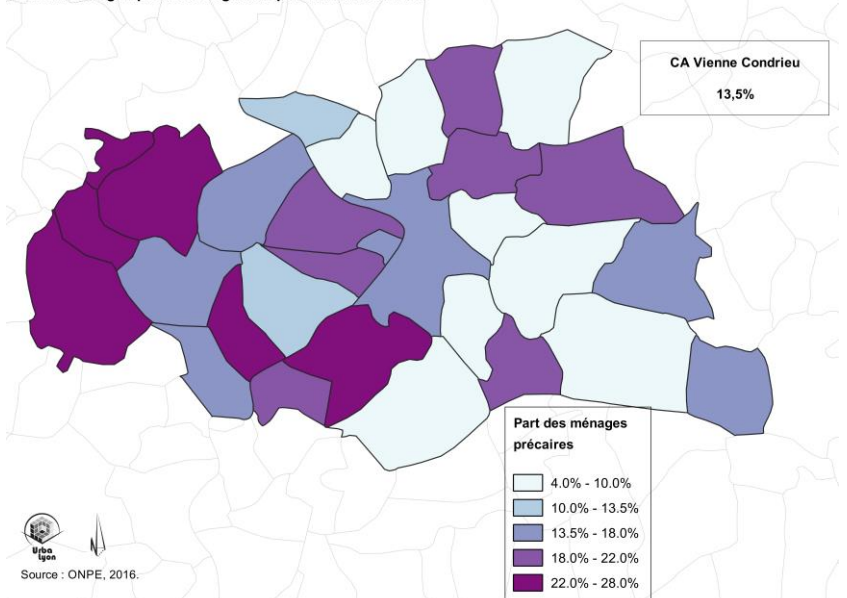 CA Vienne Condrieu
13,5%
Part des ménages
précaires
4.0% - 10.0%
10.0% - 13.5%
13.5% - 18.0%
18.0% - 22.0%
22.0% - 28.0%
Urba
Lyon
Source : ONPE, 2016.